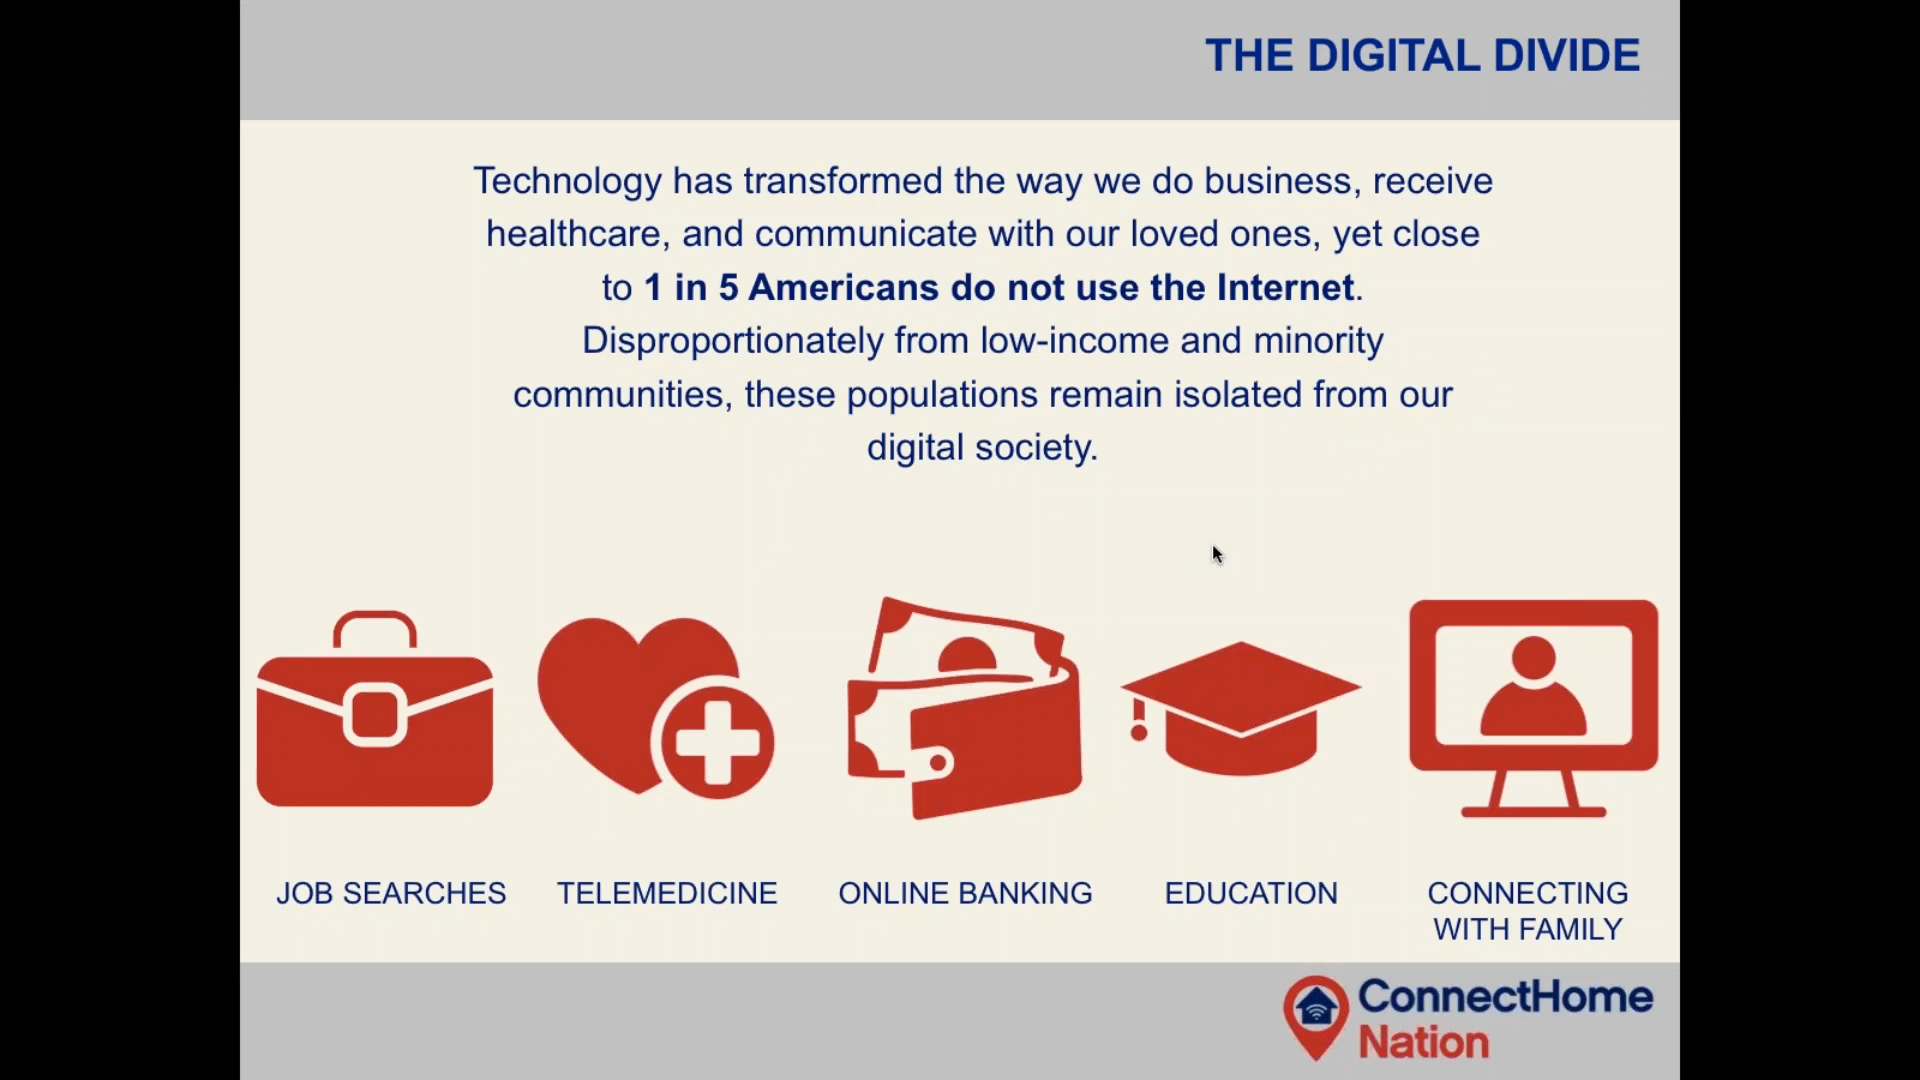 THE DIGITAL DIVIDE
Technology has transformed the way we do business, receive
healthcare, and communicate with our loved ones, yet close
to 1 in 5 Americans do not use the Internet.
Disproportionately from low-income and minority
communities, these populations remain isolated from our
digital society.
JOB SEARCHES
TELEMEDICINE
ONLINE BANKING
EDUCATION
CONNECTING
WITH FAMILY
ConnectHome
Nation